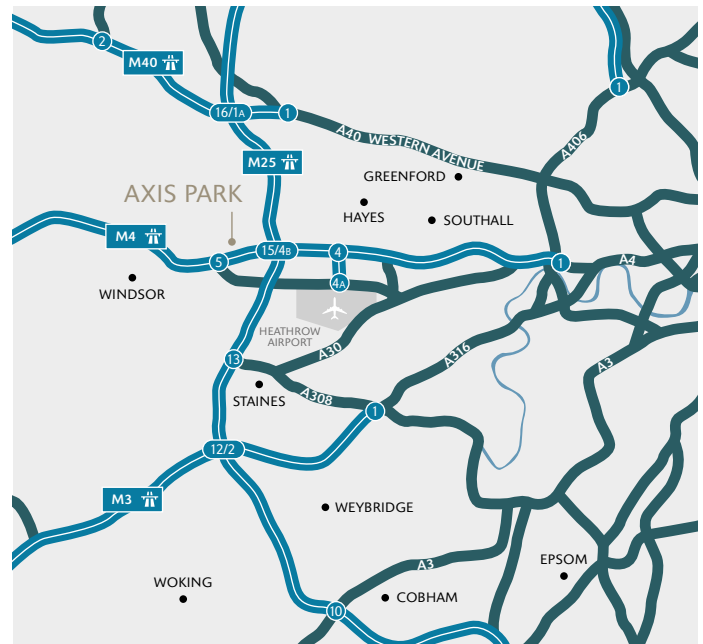 2
M40
16/1A
1
1
A40 WESTERN AVENUE
A406
M25
GREENFORD
AXIS PARK
HAYES
SOUTHALL
M4
15/4B
4
5
1
A4
4A
WINDSOR
HEATHROW
AIRPORT
A30
A316
A3
13
STAINES
A308
1
12/2
M3
WEYBRIDGE
A3
EPSOM
WOKING
COBHAM
10